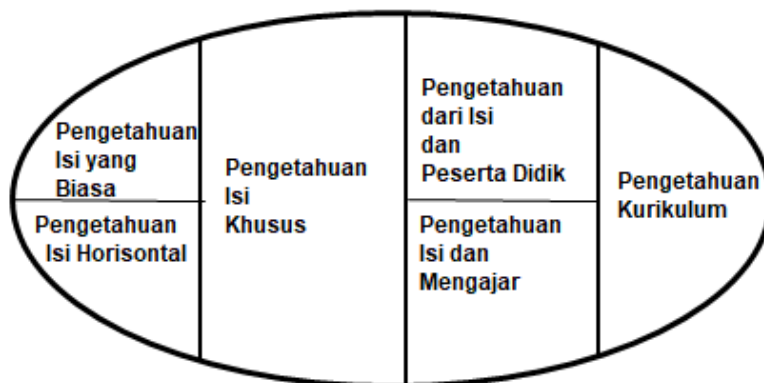 Pengetahuan
Isi yang
Biasa
Pengetahuan
Isi Horisontal
Pengetahuan
Isi
Khusus
Pengetahuan
dari Isi
dan
Peserta Didik
Pengetahuan
Isi dan
Mengajar
Pengetahuan
Kurikulum